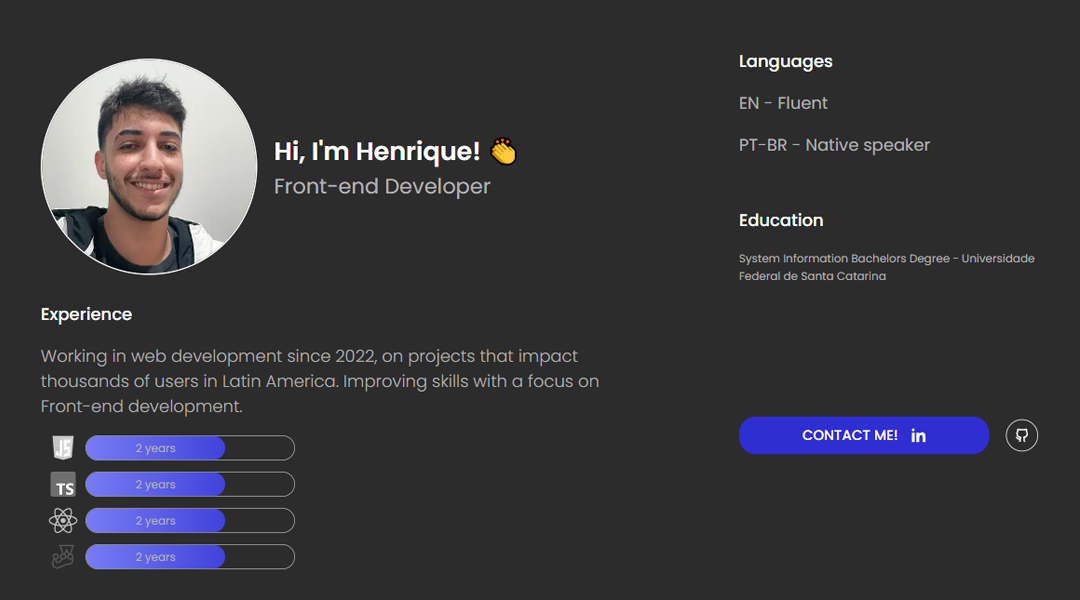 Hi, I'm Henrique! 👏
Front-end Developer
Experience
Working in web development since 2022, on projects that impact
thousands of users in Latin America. Improving skills with a focus on
Front-end development.
JS 2 years
TS 2 years
2 years
2 years
Languages
EN - Fluent
PT-BR - Native speaker
Education
System Information Bachelors Degree - Universidade
Federal de Santa Catarina
CONTACT ME! in